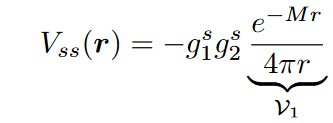 $V_{ss}(\boldsymbol{r}) = -g_1^s g_2^s \underbrace{\frac{e^{-Mr}}{4\pi r}}_{\mathcal{V}_1}$